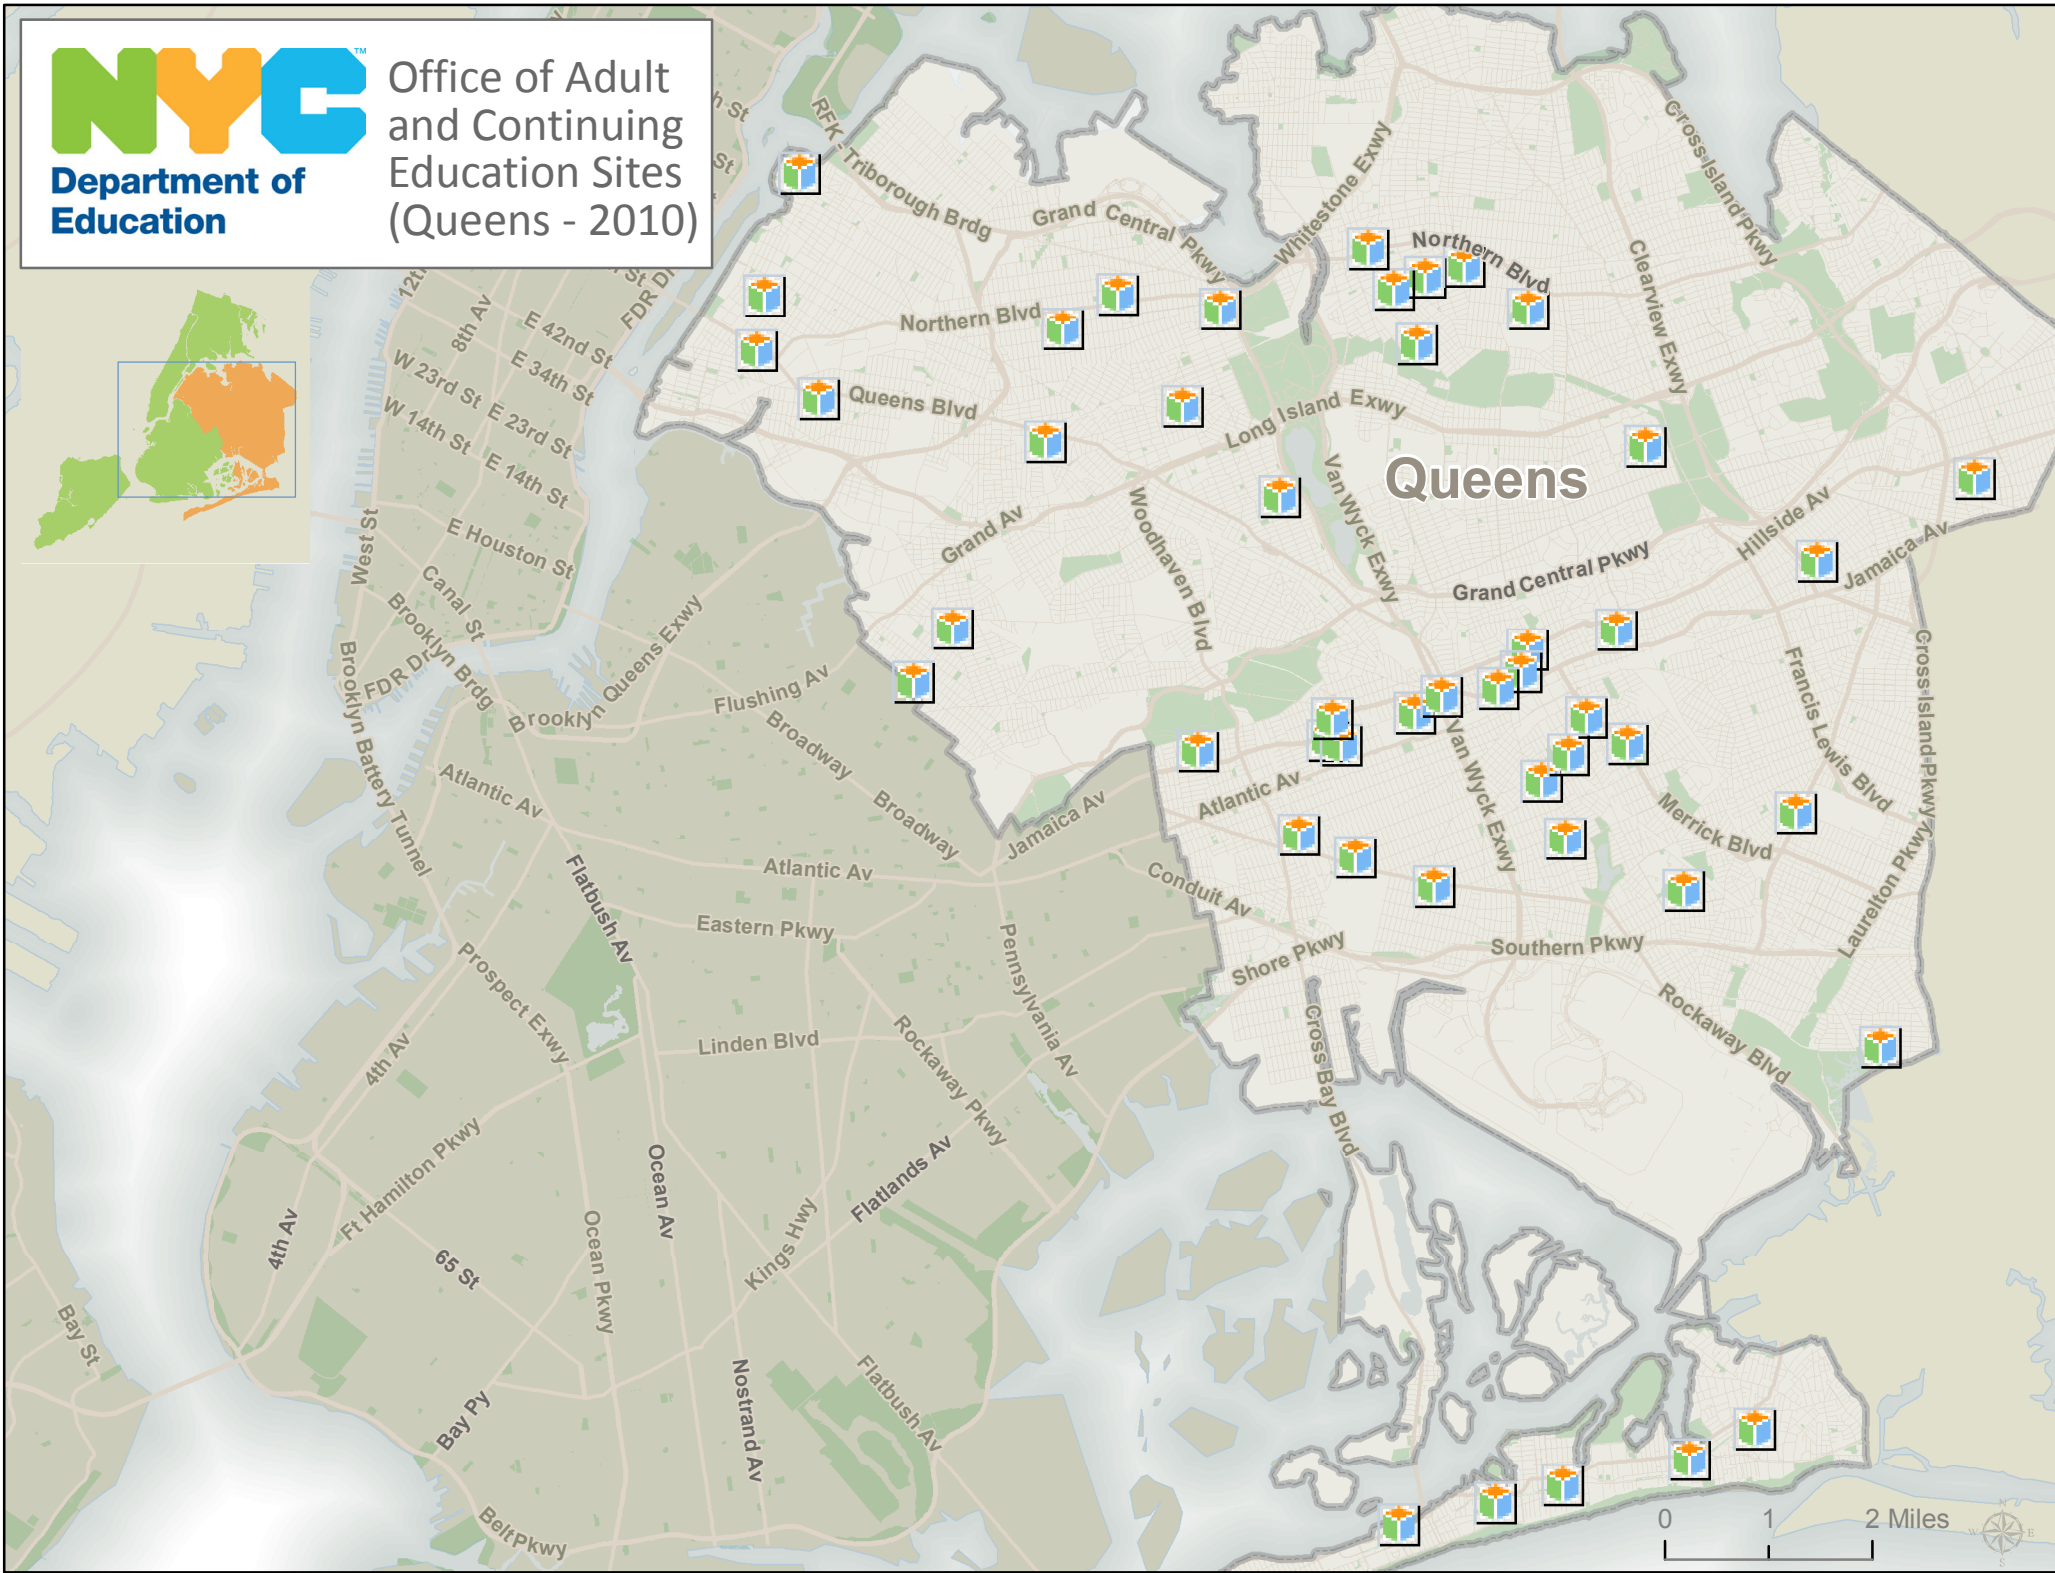 NYC™
Department of
Education
Office of Adult
and Continuing
Education Sites
(Queens - 2010)
h St
St
RFK - Triborough Brdg
Grand Central Pkwy
Whitestone Exwy
Cross Island Pkwy
Northern Blvd
Clearview Exwy
12th
8th Av
St
FDR Dr
E 42nd St
E 34th St
W 23rd St
E 23rd St
W 14th St
E 14th St
Northern Blvd
Queens Blvd
Long Island Exwy
Queens
Van Wyck Exwy
Woodhaven Blvd
Grand Av
Grand Central Pkwy
Hillside Av
Jamaica Av
West St
E Houston St
Canal St
Brooklyn Brdg
FDR Dr
Brooklyn Queens Exwy
Flushing Av
Broadway
Broadway
Brooklyn Battery Tunnel
Atlantic Av
Atlantic Av
Jamaica Av
Atlantic Av
Van Wyck Exwy
Francis Lewis Blvd
Cross Island Pkwy
Merrick Blvd
Laurelton Pkwy
Conduit Av
Flatbush Av
Eastern Pkwy
Pennsylvania Av
Shore Pkwy
Southern Pkwy
Rockaway Blvd
Prospect Exwy
4th Av
Linden Blvd
Rockaway Pkwy
Cross Bay Blvd
Ft Hamilton Pkwy
Ocean Av
Flatlands Av
4th Av
65 St
Ocean Pkwy
Kings Hwy
Bay St
Bay Py
Nostrand Av
Flatbush Av
Belt Pkwy
0 1 2 Miles
N
W E
S